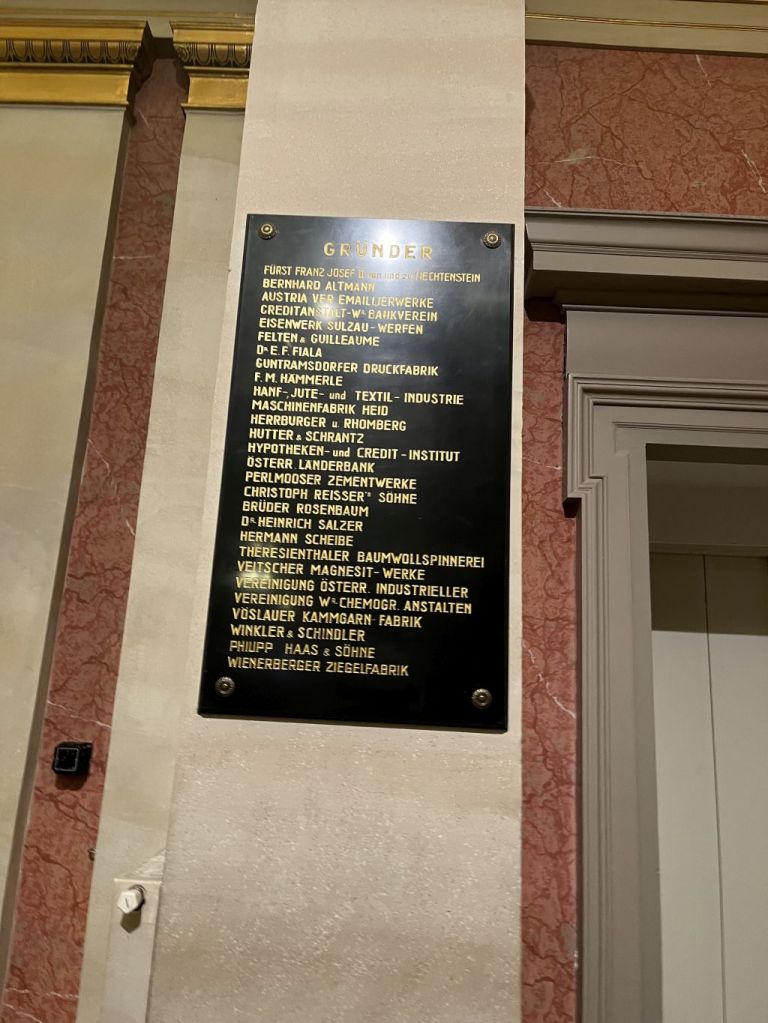 GRÜNDER
FÜRST FRANZ JOSEF II. von und zu LIECHTENSTEIN
BERNHARD ALTMANN
AUSTRIA VER. EMAILLIERWERKE
CREDITANSTALT-WR. BANKVEREIN
EISENWERK SULZAU-WERFEN
FELTEN & GUILLEAUME
DR. E. F. FIALA
GUNTRAMSDORFER DRUCKFABRIK
F. M. HÄMMERLE
HANF-, JUTE- und TEXTIL-INDUSTRIE
MASCHINENFABRIK HEID
HERRBURGER u. RHOMBERG
HUTTER & SCHRANTZ
HYPOTHEKEN- und CREDIT-INSTITUT
ÖSTERR. LÄNDERBANK
PERLMOOSER ZEMENTWERKE
CHRISTOPH REISSER'S SÖHNE
BRÜDER ROSENBAUM
DR. HEINRICH SALZER
HERMANN SCHEIBE
THERESIENTHALER BAUMWOLLSPINNEREI
VEITSCHER MAGNESIT-WERKE
VEREINIGUNG ÖSTERR. INDUSTRIELLER
VEREINIGUNG WR. CHEMOGR. ANSTALTEN
VÖSLAUER KAMMGARN-FABRIK
WINKLER & SCHINDLER
PHILIPP HAAS & SÖHNE
WIENERBERGER ZIEGELFABRIK